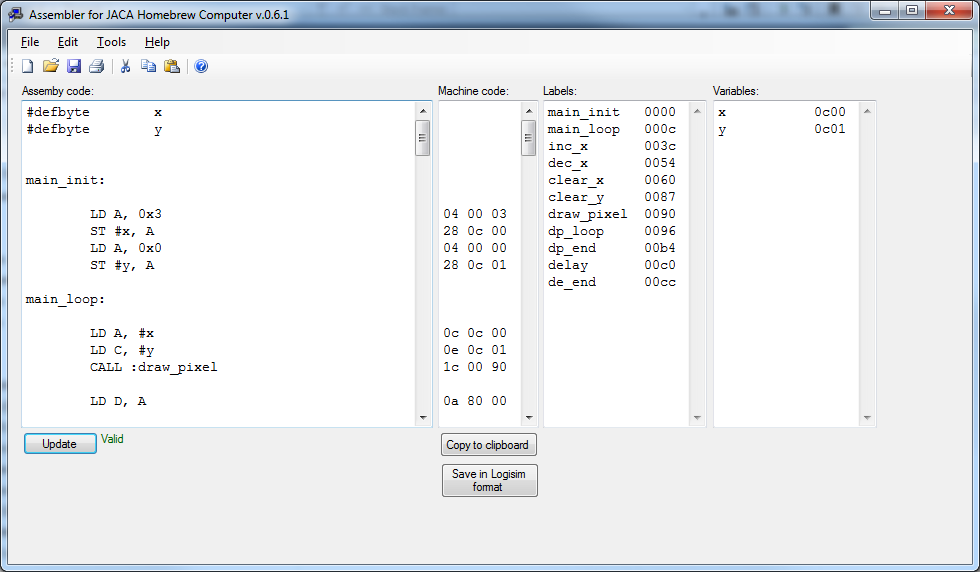 Assembler for JACA Homebrew Computer v.0.6.1
File Edit Tools Help
Assemby code:
#defbyte x
#defbyte y
main_init:
LD A, 0x3
ST #x, A
LD A, 0x0
ST #y, A
main_loop:
LD A, #x
LD C, #y
CALL :draw_pixel
LD D, A
Update
Valid
Machine code:
04 00 03
28 0c 00
04 00 00
28 0c 01
0c 0c 00
0e 0c 01
1c 00 90
0a 80 00
Copy to clipboard
Save in Logisim
format
Labels:
main_init 0000
main_loop 000c
inc_x 003c
dec_x 0054
clear_x 0060
clear_y 0087
draw_pixel 0090
dp_loop 0096
dp_end 00b4
delay 00c0
de_end 00cc
Variables:
x 0c00
y 0c01